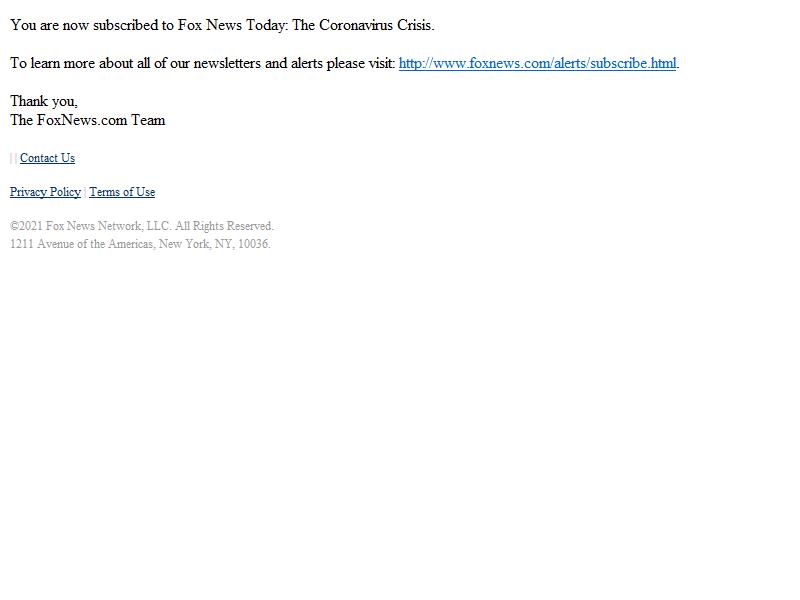 You are now subscribed to Fox News Today: The Coronavirus Crisis.
To learn more about all of our newsletters and alerts please visit: http://www.foxnews.com/alerts/subscribe.html.
Thank you,
The FoxNews.com Team
| | Contact Us
Privacy Policy | Terms of Use
©2021 Fox News Network, LLC. All Rights Reserved.
1211 Avenue of the Americas, New York, NY, 10036.